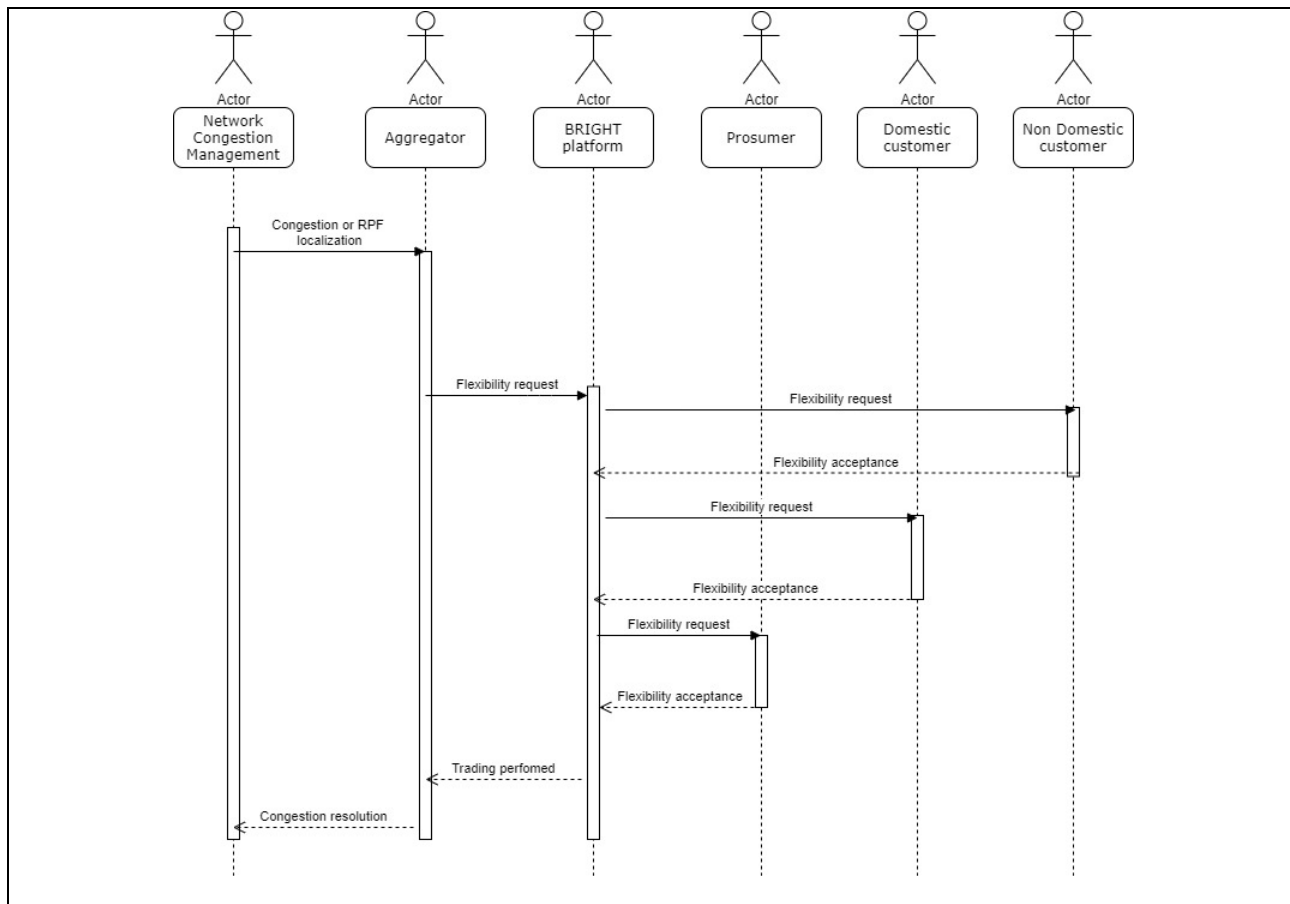 Actor
Actor
Actor
Actor
Actor
Actor
Network
Congestion
Management
Aggregator
BRIGHT
platform
Prosumer
Domestic
customer
Non Domestic
customer
Congestion or RPF
localization
Flexibility request
Flexibility request
Flexibility acceptance
Flexibility request
Flexibility acceptance
Flexibility request
Flexibility acceptance
Trading perfomed
Congestion resolution